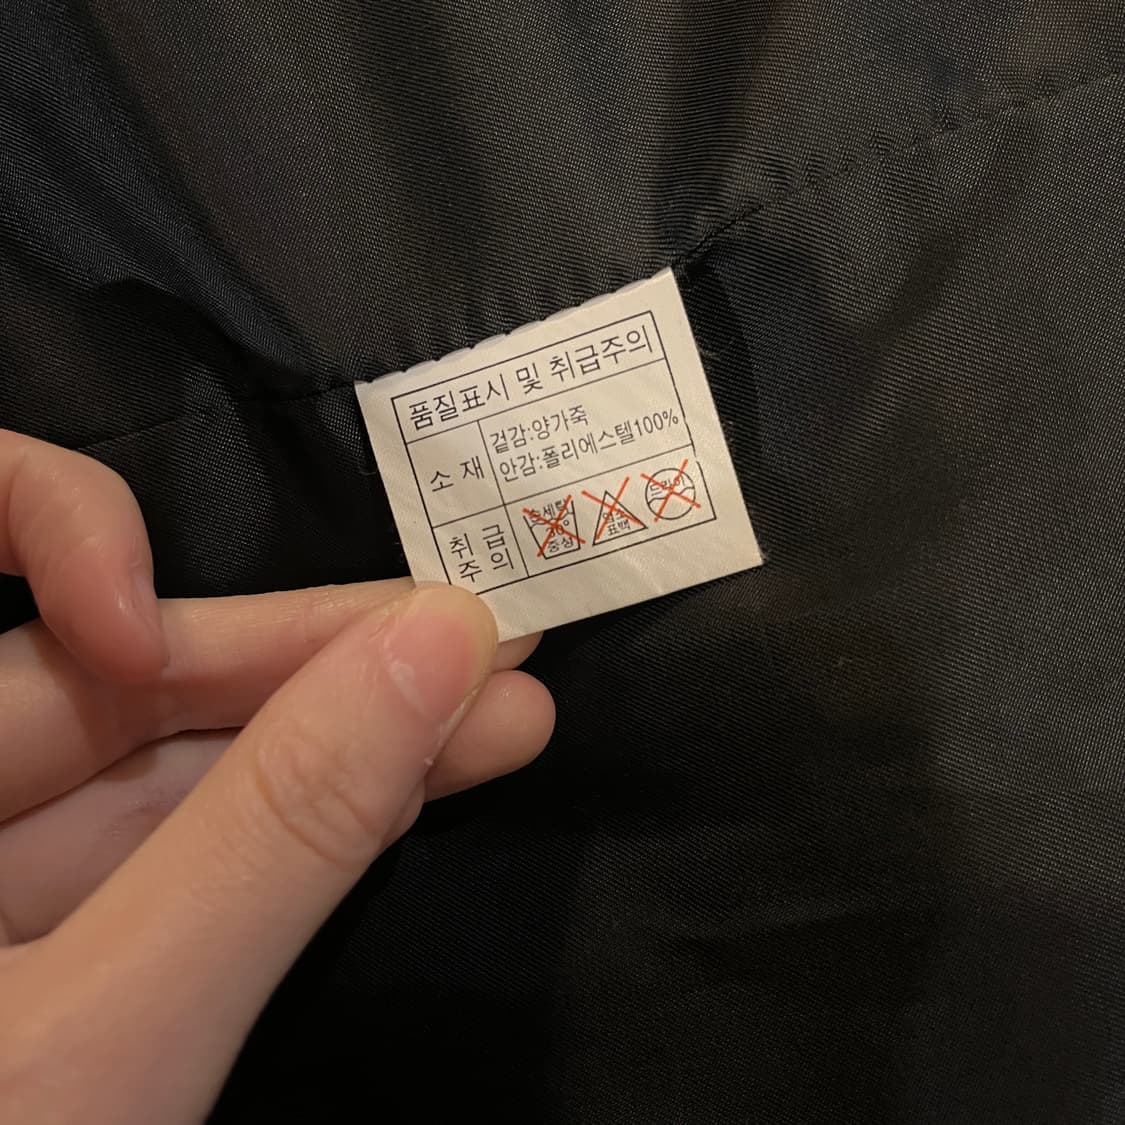 품질표시 및 취급주의
소 재
겉감:양가죽
안감:폴리에스텔100%
취 급
주 의
손세탁
30
중성
염소
표백
드라이